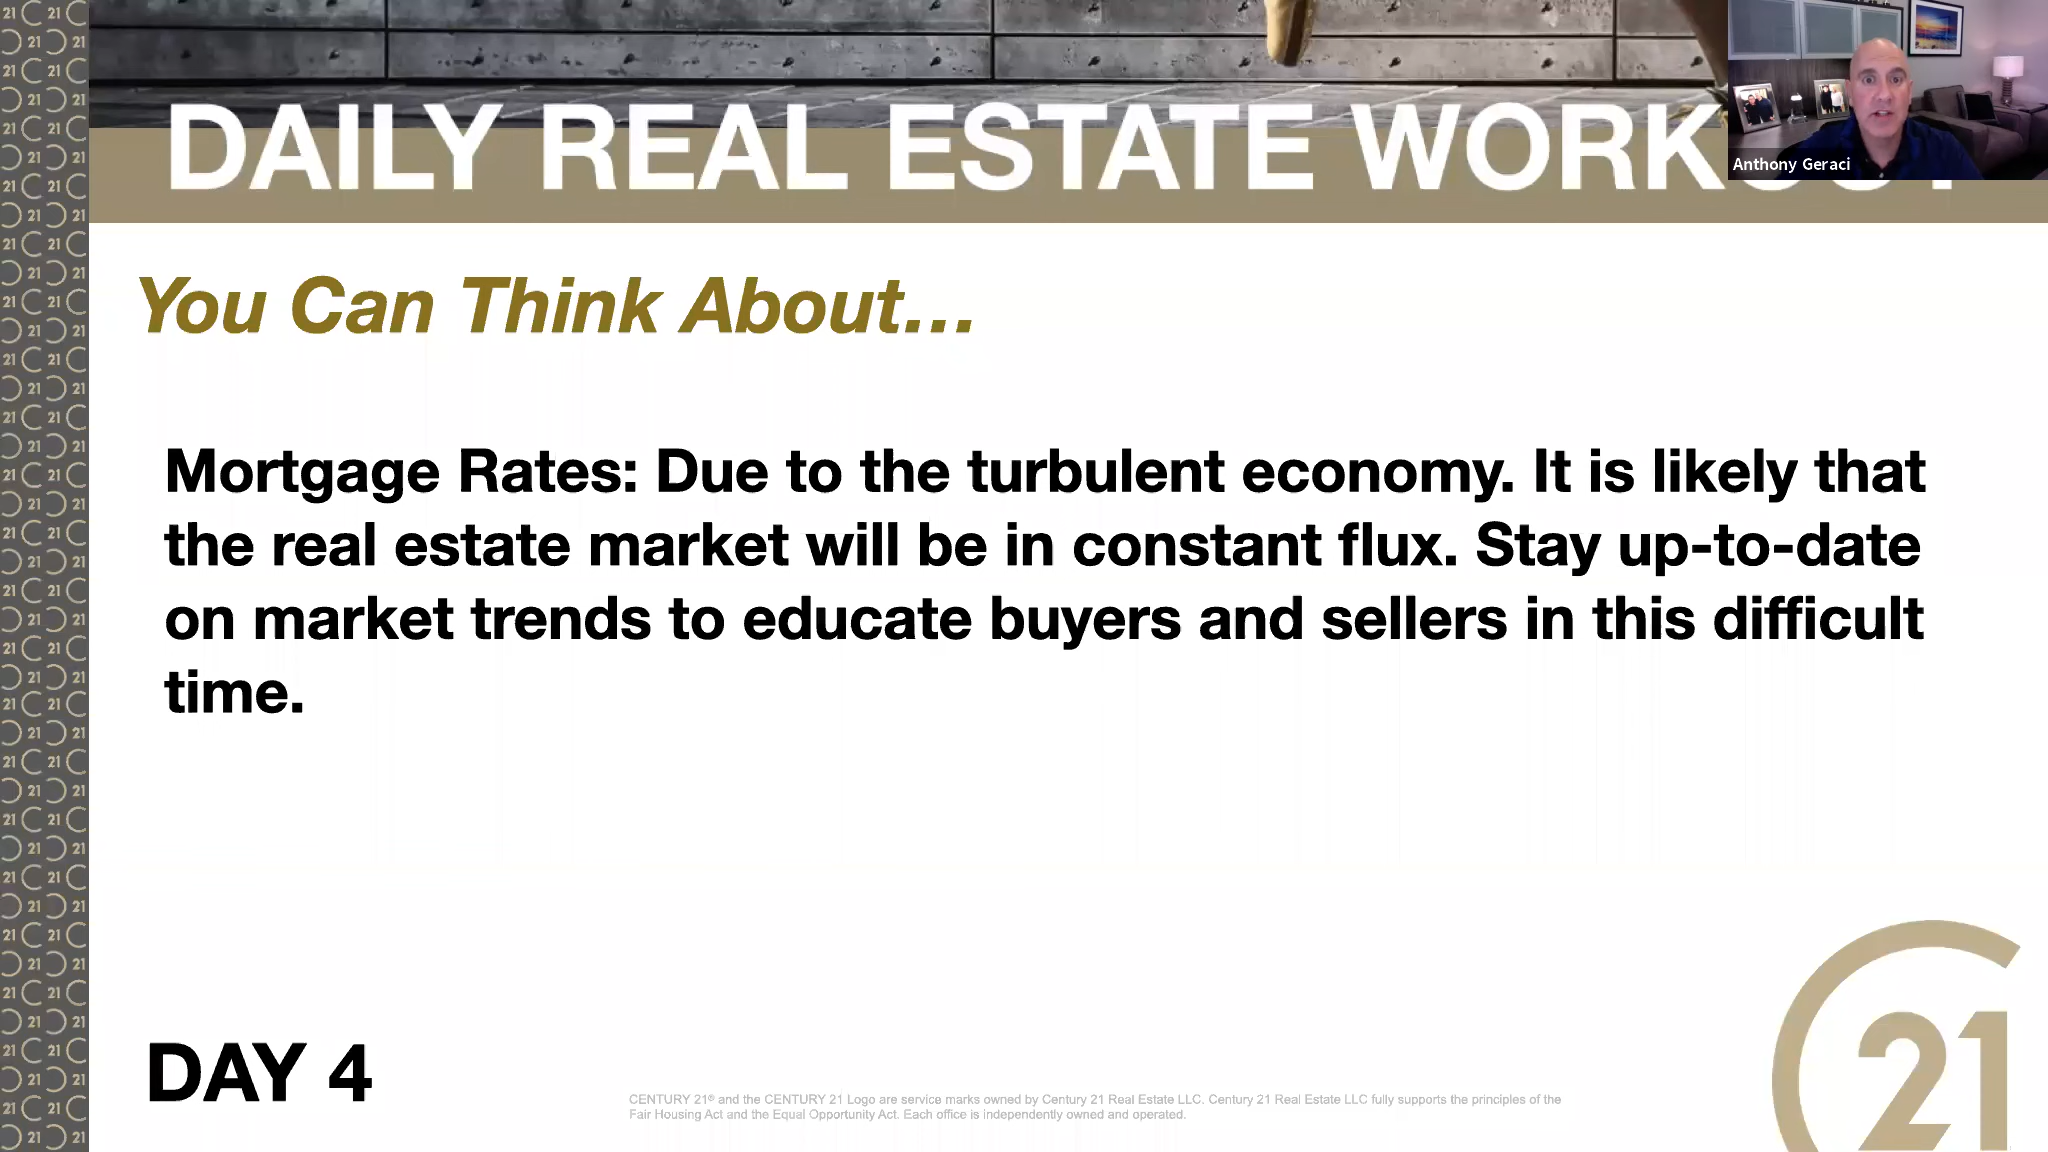 DAILY REAL ESTATE WORKOUT
Anthony Geraci
You Can Think About...
Mortgage Rates: Due to the turbulent economy. It is likely that
the real estate market will be in constant flux. Stay up-to-date
on market trends to educate buyers and sellers in this difficult
time.
DAY 4
CENTURY 21® and the CENTURY 21 Logo are service marks owned by Century 21 Real Estate LLC. Century 21 Real Estate LLC fully supports the principles of the
Fair Housing Act and the Equal Opportunity Act. Each office is independently owned and operated.
C21